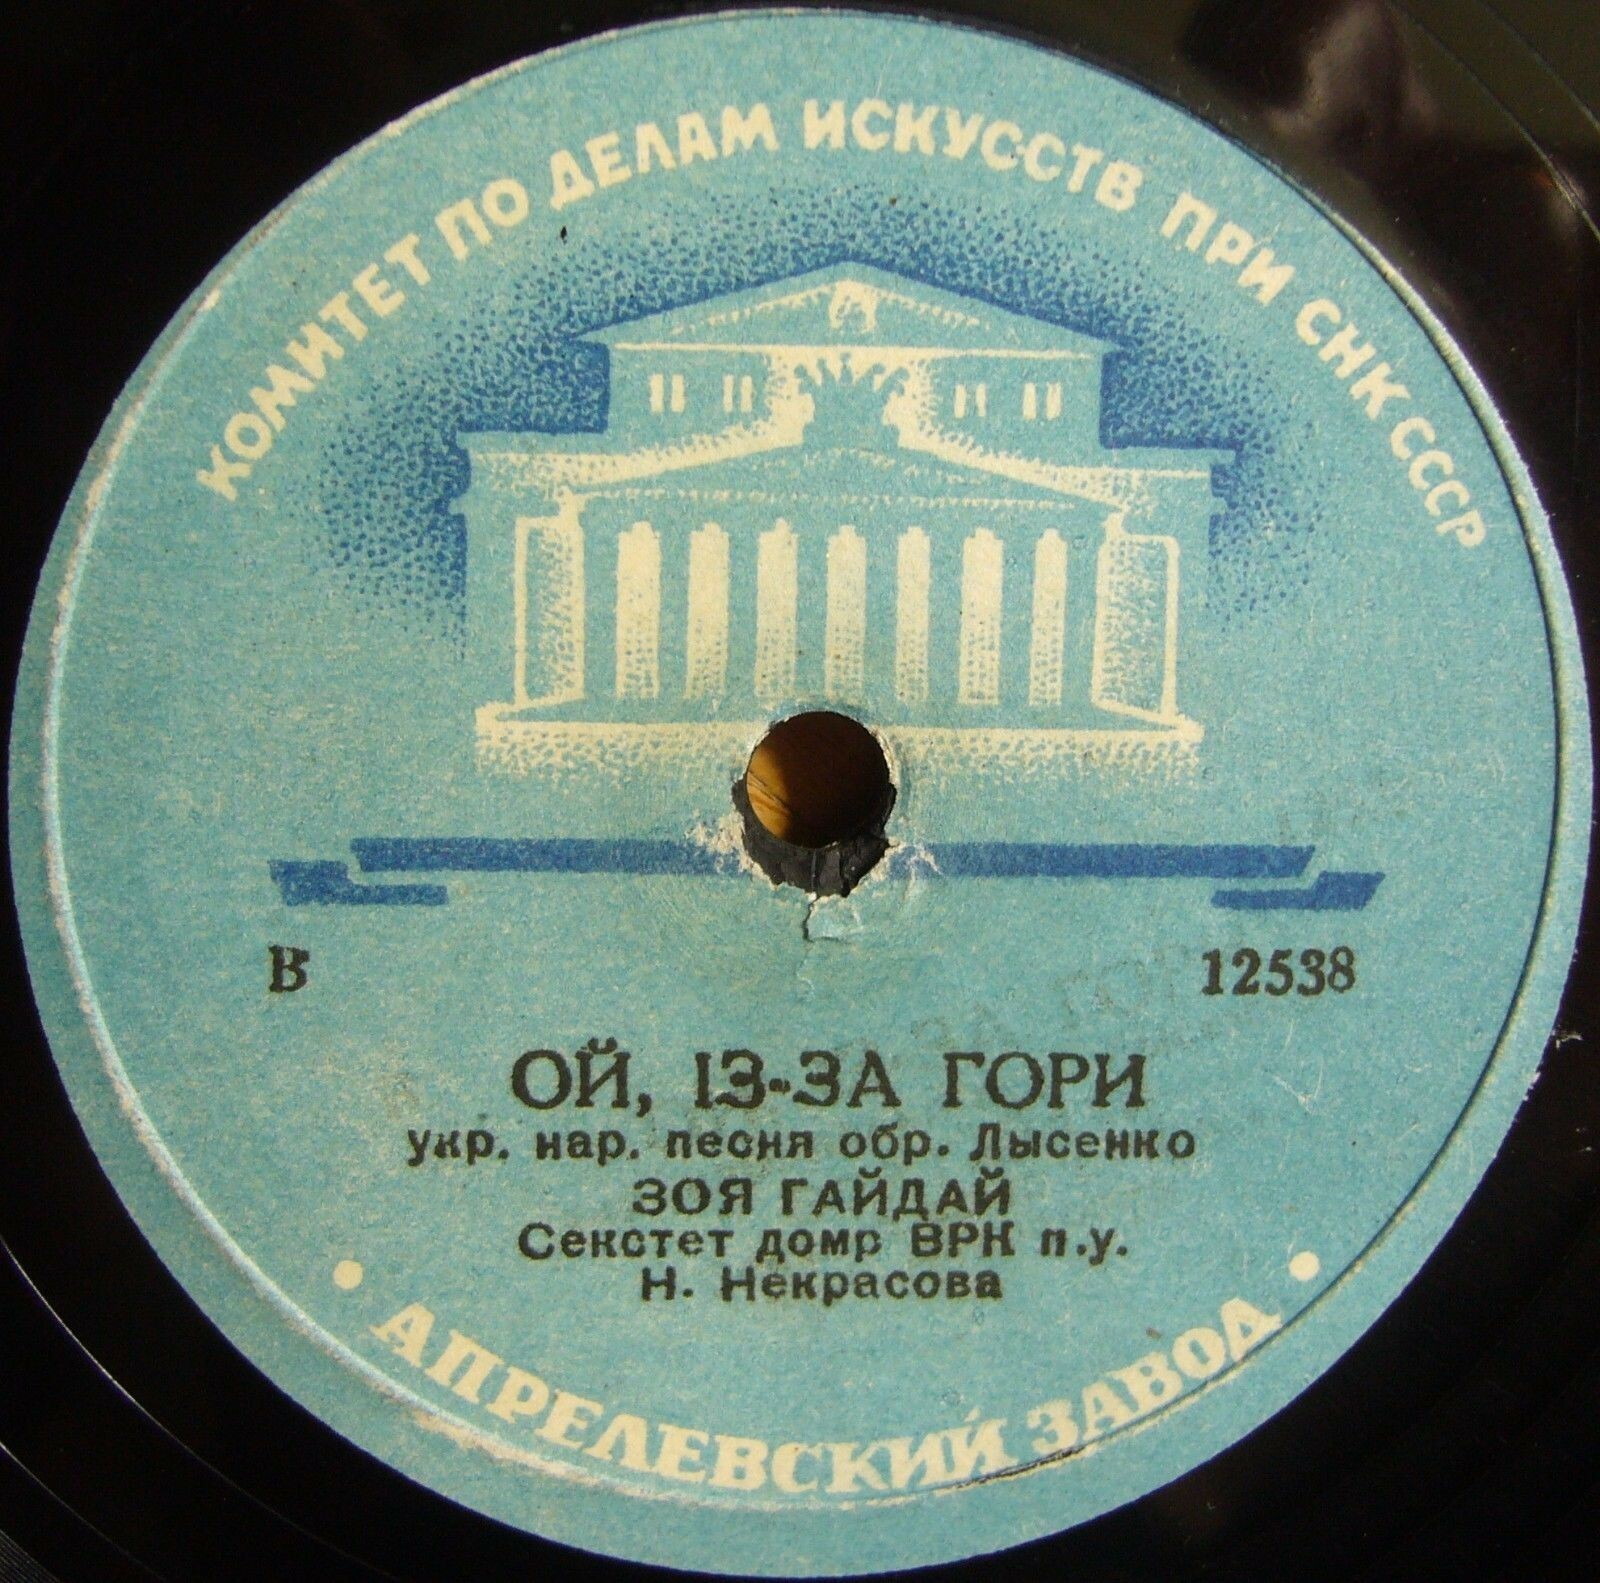 КОМИТЕТ ПО ДЕЛАМ ИСКУССТВ ПРИ СНК СССР
В 12538
ОЙ, ІЗ-ЗА ГОРИ
укр. нар. песня обр. Лысенко
ЗОЯ ГАЙДАЙ
Секстет домр ВРК п.у.
Н. Некрасова
• АПРЕЛЕВСКИЙ ЗАВОД •